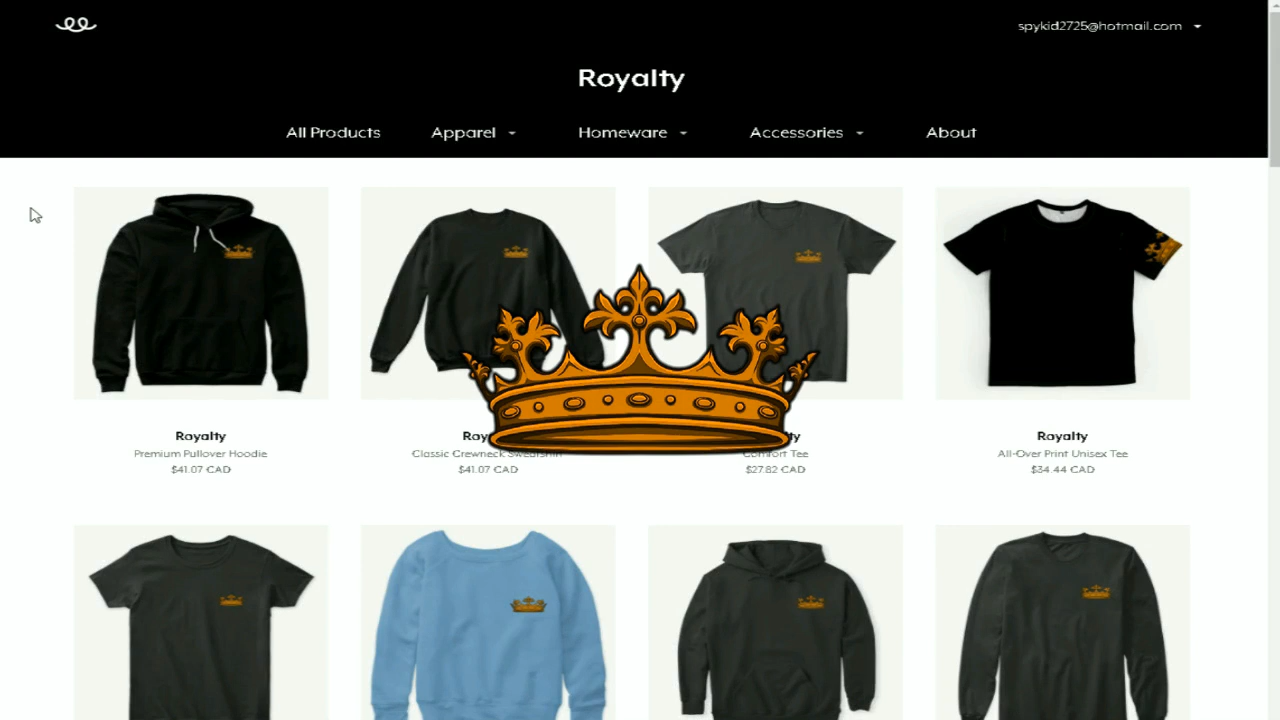 spykid2725@hotmail.com
Royalty
All Products Apparel Homeware Accessories About
Royalty
Premium Pullover Hoodie
$41.07 CAD
Classic Crewneck
$41.07 CAD
Comfort Tee
$27.82 CAD
Royalty
All-Over Print Unisex Tee
$34.44 CAD